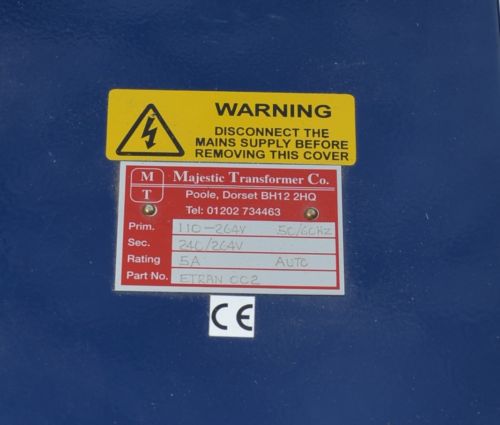 WARNING
DISCONNECT THE
MAINS SUPPLY BEFORE
REMOVING THIS COVER
M T
Majestic Transformer Co.
Poole, Dorset BH12 2HQ
Tel: 01202 734463
Prim. 110-264V 50/60Hz
Sec. 240/264V
Rating 5A AUTO
Part No. ETRAN 002
CE